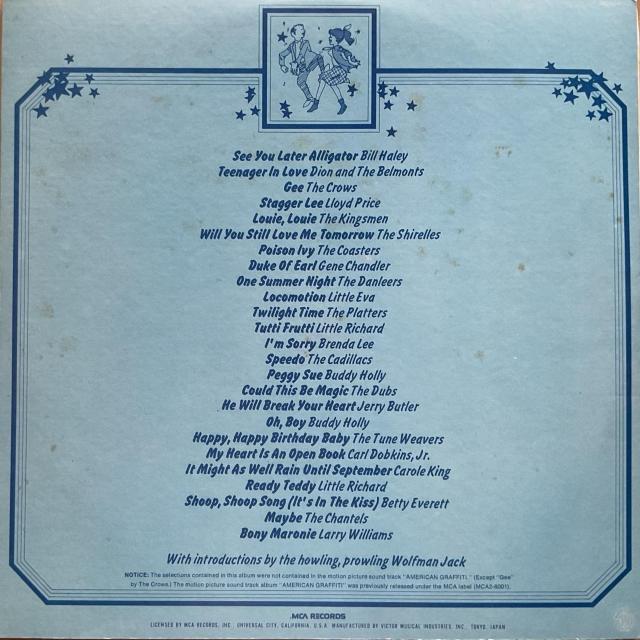 See You Later Alligator Bill Haley
Teenager In Love Dion and The Belmonts
Gee The Crows
Stagger Lee Lloyd Price
Louie, Louie The Kingsmen
Will You Still Love Me Tomorrow The Shirelles
Poison Ivy The Coasters
Duke Of Earl Gene Chandler
One Summer Night The Danleers
Locomotion Little Eva
Twilight Time The Platters
Tutti Frutti Little Richard
I'm Sorry Brenda Lee
Speedo The Cadillacs
Peggy Sue Buddy Holly
Could This Be Magic The Dubs
He Will Break Your Heart Jerry Butler
Oh, Boy Buddy Holly
Happy, Happy Birthday Baby The Tune Weavers
My Heart Is An Open Book Carl Dobkins, Jr.
It Might As Well Rain Until September Carole King
Ready Teddy Little Richard
Shoop, Shoop Song (It's In The Kiss) Betty Everett
Maybe The Chantels
Bony Maronie Larry Williams
With introductions by the howling, prowling Wolfman Jack
NOTICE: The selections contained in this album were not contained in the motion picture sound track "AMERICAN GRAFFITI." (Except "Gee"
by The Crows.) The motion picture sound track album "AMERICAN GRAFFITI" was previously released under the MCA label (MCA2-8001).
.MCA RECORDS
LICENSED BY MCA RECORDS, INC., UNIVERSAL CITY, CALIFORNIA, U.S.A. MANUFACTURED BY VICTOR MUSICAL INDUSTRIES, INC., TOKYO, JAPAN